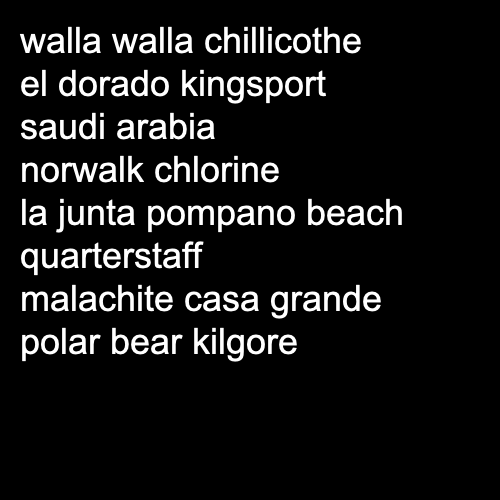 walla walla chillicothe
el dorado kingsport
saudi arabia
norwalk chlorine
la junta pompano beach
quarterstaff
malachite casa grande
polar bear kilgore